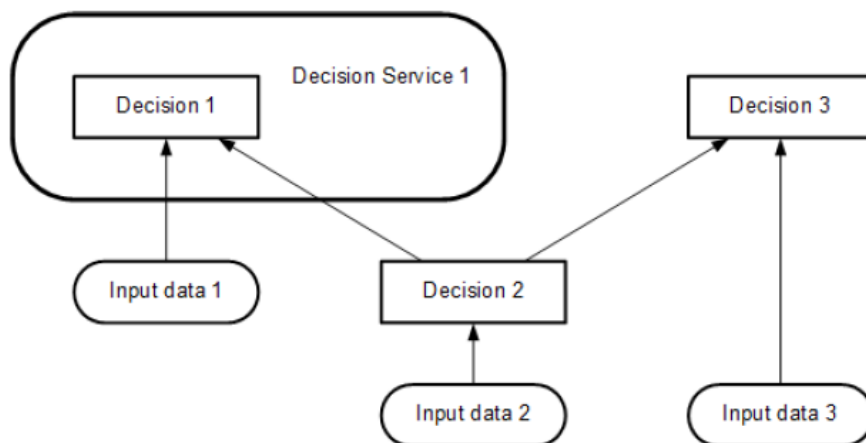 Decision Service 1
Decision 1
Decision 3
Input data 1
Decision 2
Input data 2
Input data 3